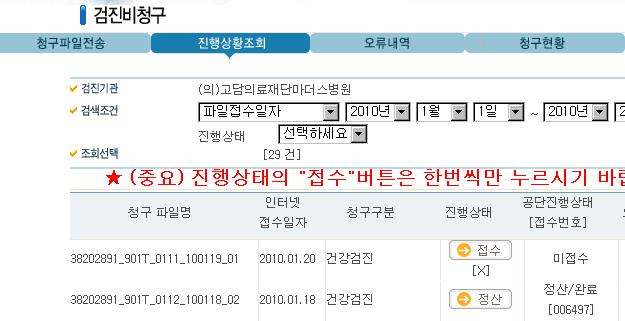 검진비청구
청구파일전송 진행상황조회 오류내역 청구현황
검진기관 (의)고담의료재단마더스병원
검색조건 파일접수일자 2010년 1월 1일 ~ 2010년 2
진행상태 선택하세요
조회선택 [29 건]
★ (중요) 진행상태의 "접수"버튼은 한번씩만 누르시기 바랍
청구 파일명 인터넷 접수일자 청구구분 진행상태 공단진행상태 [접수번호]
38202891_901T_0111_100119_01 2010.01.20 건강검진 접수 [X] 미접수
38202891_901T_0112_100118_02 2010.01.18 건강검진 정산 정산/완료 [006497]